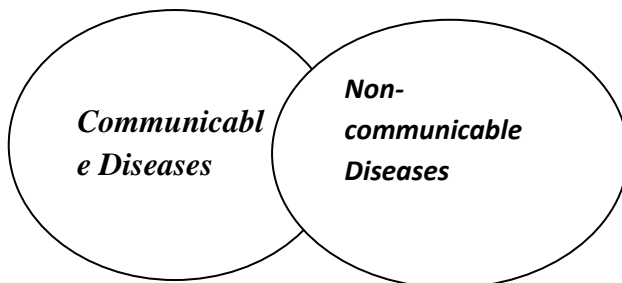 Communicabl
e Diseases
Non-
communicable
Diseases